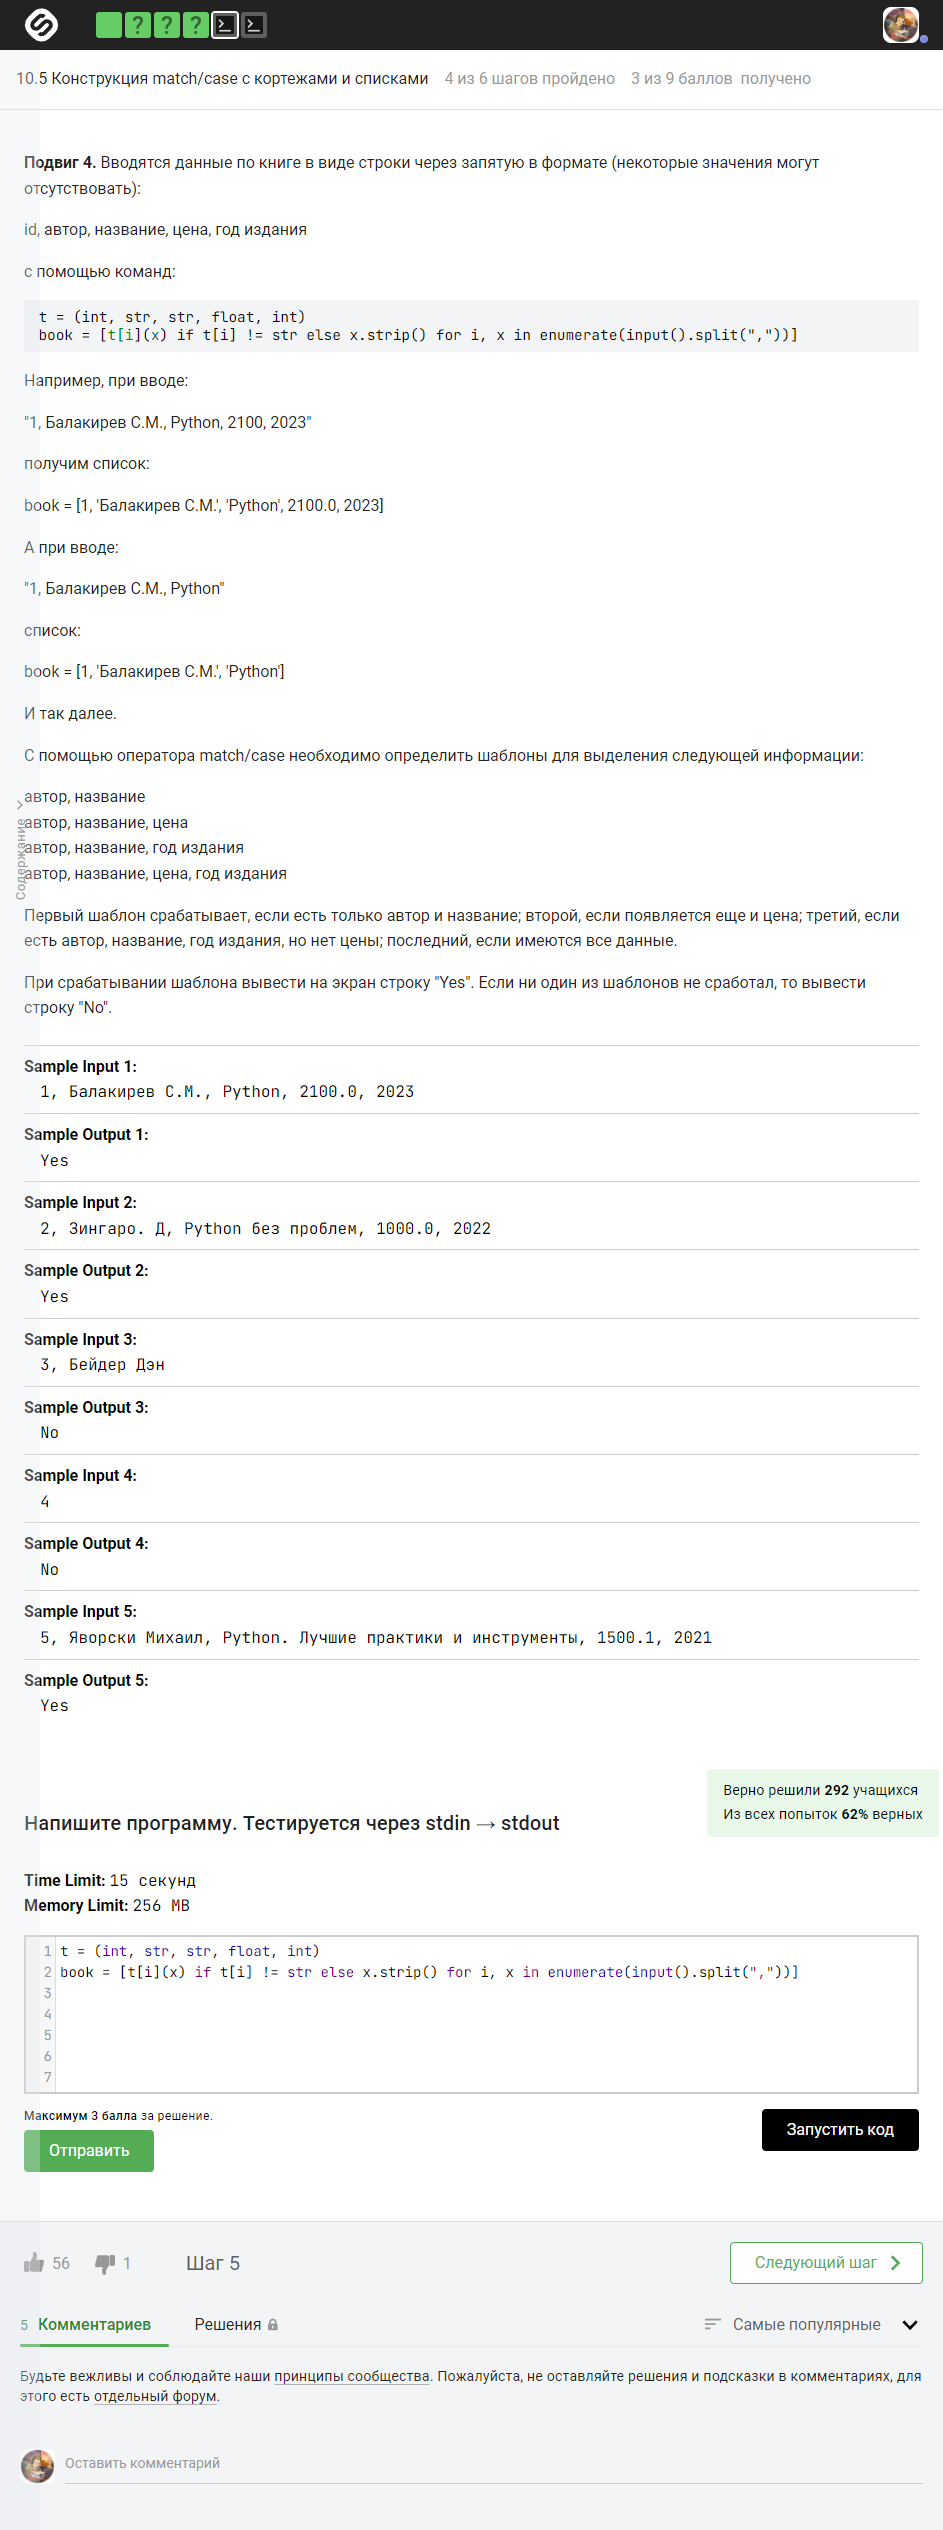 10.5 Конструкция match/case с кортежами и списками 4 из 6 шагов пройдено 3 из 9 баллов получено
Подвиг 4. Вводятся данные по книге в виде строки через запятую в формате (некоторые значения могут
отсутствовать):
id, автор, название, цена, год издания
с помощью команд:
t = (int, str, str, float, int)
book = [t[i](x) if t[i] != str else x.strip() for i, x in enumerate(input().split(","))]
Например, при вводе:
"1, Балакирев С.М., Python, 2100, 2023"
получим список:
book = [1, 'Балакирев С.М.', 'Python', 2100.0, 2023]
А при вводе:
"1, Балакирев С.М., Python"
список:
book = [1, 'Балакирев С.М.', 'Python']
И так далее.
С помощью оператора match/case необходимо определить шаблоны для выделения следующей информации:
автор, название
автор, название, цена
автор, название, год издания
автор, название, цена, год издания
Содержание
Первый шаблон срабатывает, если есть только автор и название; второй, если появляется еще и цена; третий, если
есть автор, название, год издания, но нет цены; последний, если имеются все данные.
При срабатывании шаблона вывести на экран строку "Yes". Если ни один из шаблонов не сработал, то вывести
строку "No".
Sample Input 1:
1, Балакирев С.М., Python, 2100.0, 2023
Sample Output 1:
Yes
Sample Input 2:
2, Зингаро. Д, Python без проблем, 1000.0, 2022
Sample Output 2:
Yes
Sample Input 3:
3, Бейдер Дэн
Sample Output 3:
No
Sample Input 4:
4
Sample Output 4:
No
Sample Input 5:
5, Яворски Михаил, Python. Лучшие практики и инструменты, 1500.1, 2021
Sample Output 5:
Yes
Верно решили 292 учащихся
Из всех попыток 62% верных
Напишите программу. Тестируется через stdin → stdout
Time Limit: 15 секунд
Memory Limit: 256 MB
1 t = (int, str, str, float, int)
2 book = [t[i](x) if t[i] != str else x.strip() for i, x in enumerate(input().split(","))]
3
4
5
6
7
Максимум 3 балла за решение.
Запустить код
Отправить
56 1 Шаг 5 Следующий шаг
5 Комментариев Решения Самые популярные
Будьте вежливы и соблюдайте наши принципы сообщества. Пожалуйста, не оставляйте решения и подсказки в комментариях, для
этого есть отдельный форум.
Оставить комментарий